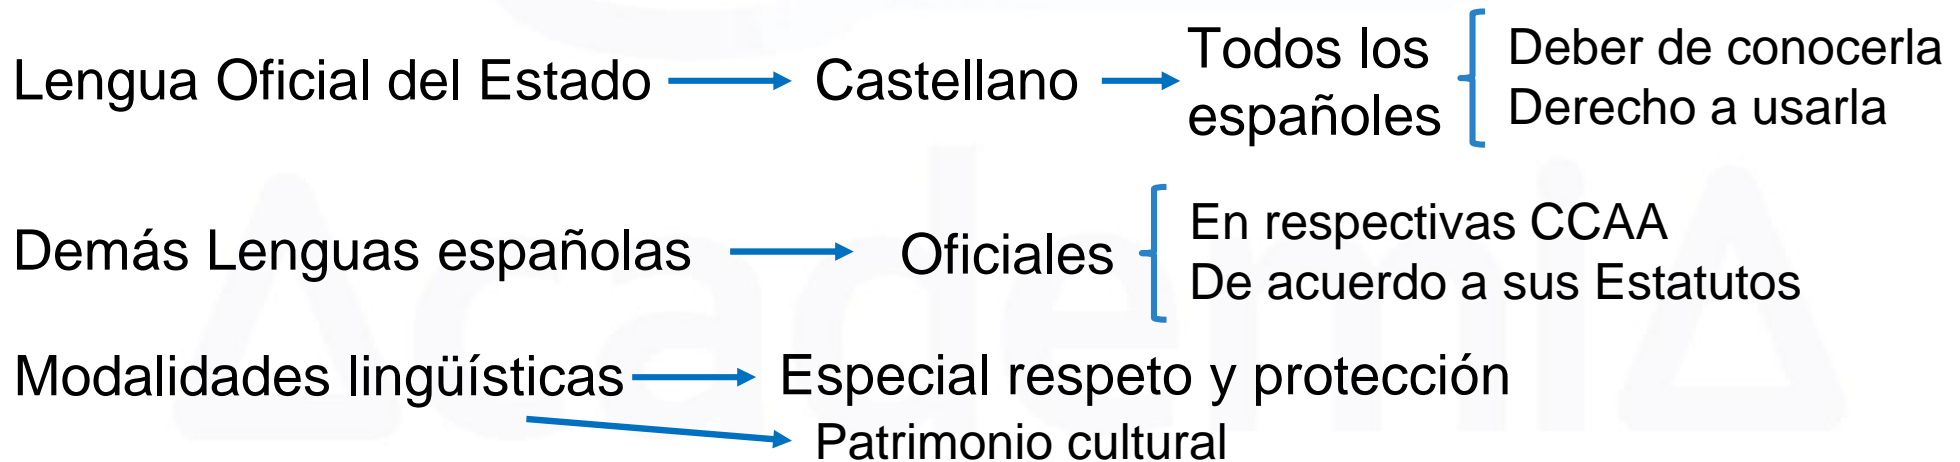 Lengua Oficial del Estado → Castellano → Todos los españoles
Deber de conocerla
Derecho a usarla
Demás Lenguas españolas → Oficiales
En respectivas CCAA
De acuerdo a sus Estatutos
Modalidades lingüísticas → Especial respeto y protección
Patrimonio cultural
AcademiA